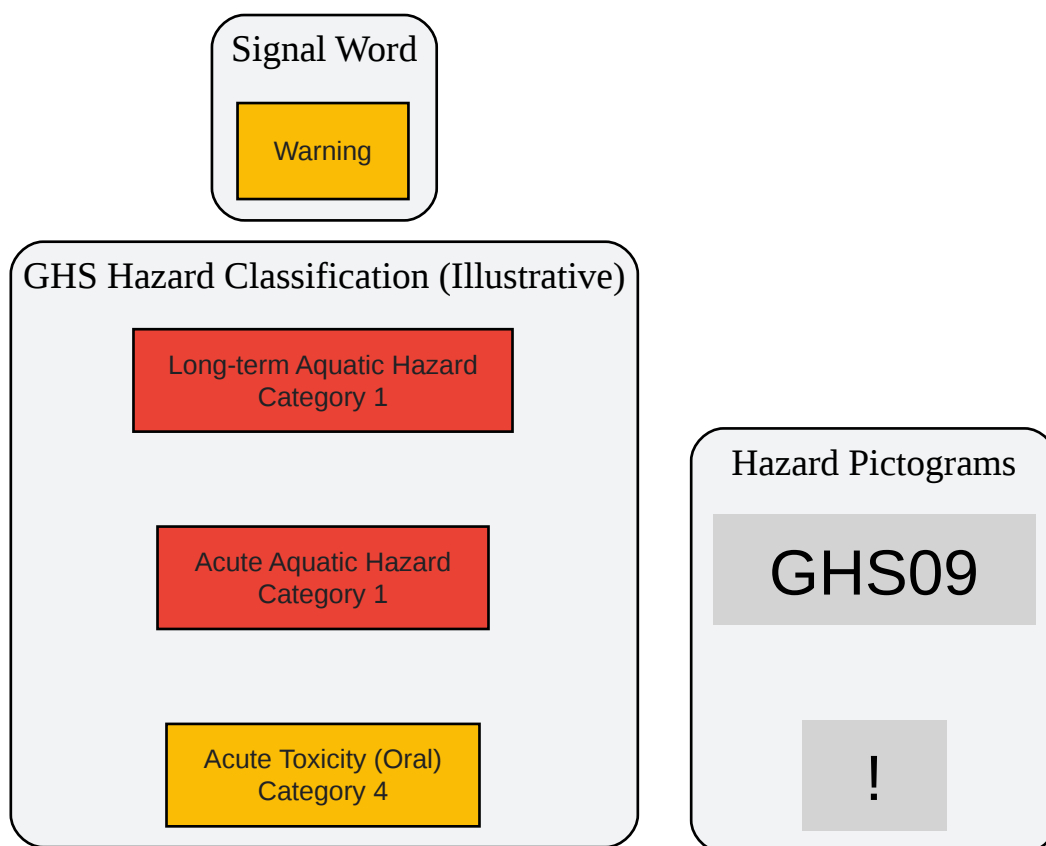 Signal Word
Warning
GHS Hazard Classification (Illustrative)
Long-term Aquatic Hazard
Category 1
Acute Aquatic Hazard
Category 1
Acute Toxicity (Oral)
Category 4
Hazard Pictograms
GHS09
!